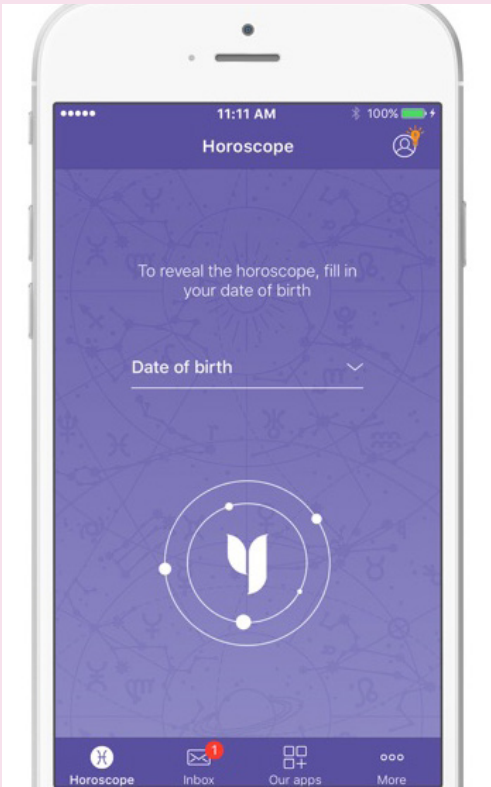 11:11 AM
100%
Horoscope
To reveal the horoscope, fill in
your date of birth
Date of birth
1
Horoscope
Inbox
Our apps
More